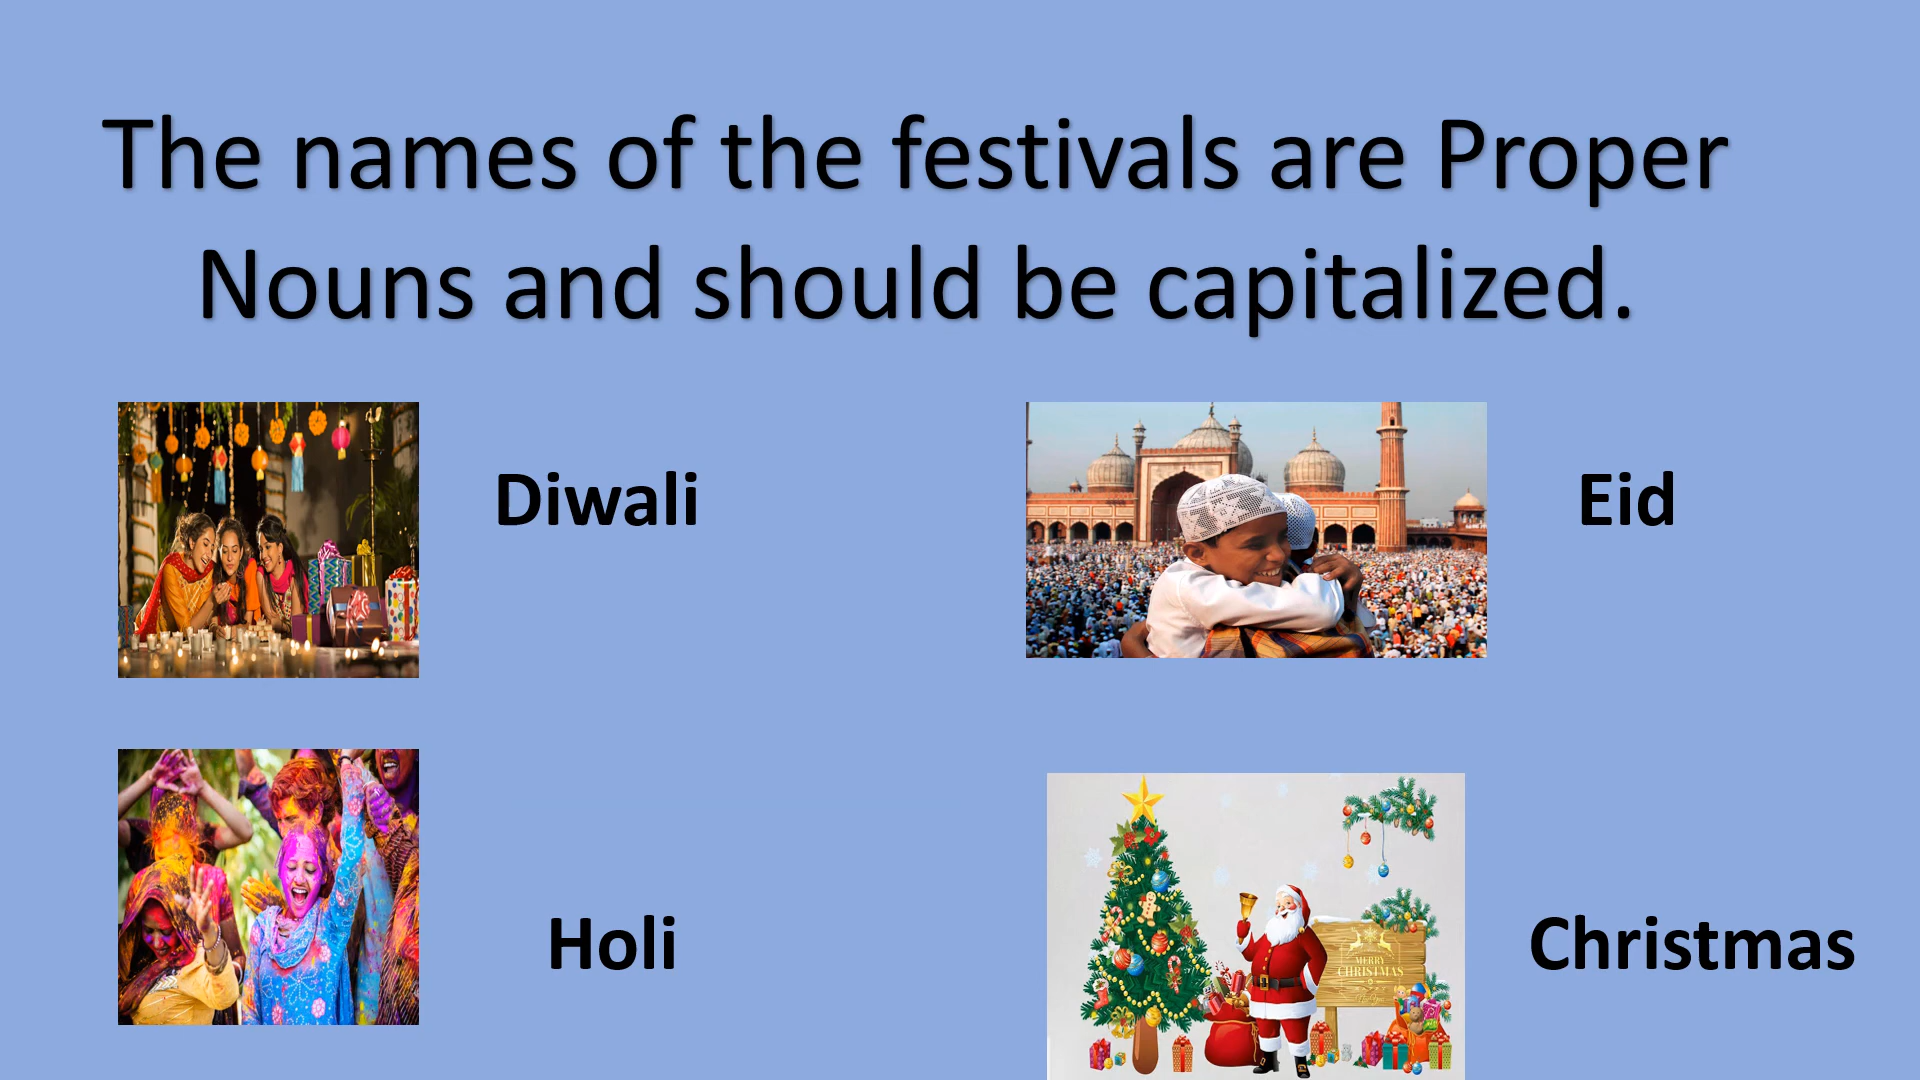 The names of the festivals are Proper
Nouns and should be capitalized.
Diwali
Eid
Holi
Christmas
MERRY
CHRISTMAS